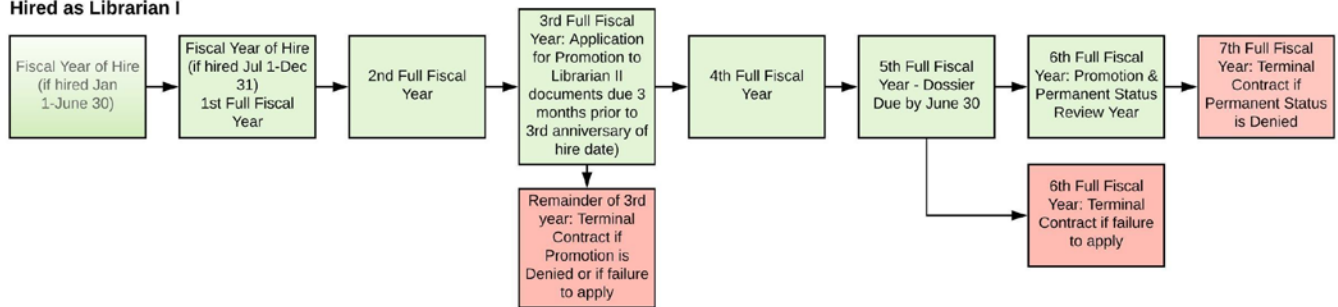 Hired as Librarian I
Fiscal Year of Hire
(if hired Jan
1-June 30)
Fiscal Year of Hire
(if hired Jul 1-Dec
31)
1st Full Fiscal
Year
2nd Full Fiscal
Year
3rd Full Fiscal
Year: Application
for Promotion to
Librarian II
documents due 3
months prior to
3rd anniversary of
hire date)
4th Full Fiscal
Year
5th Full Fiscal
Year - Dossier
Due by June 30
6th Full Fiscal
Year: Promotion &
Permanent Status
Review Year
7th Full Fiscal
Year: Terminal
Contract if
Permanent Status
is Denied
Remainder of 3rd
year: Terminal
Contract if
Promotion is
Denied or if failure
to apply
6th Full Fiscal
Year: Terminal
Contract if failure
to apply